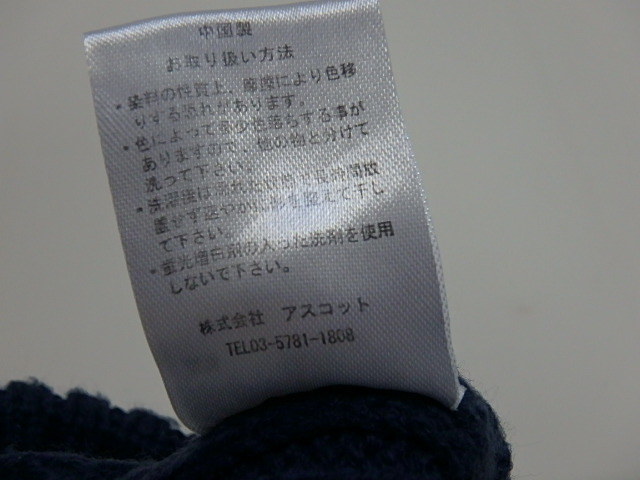 中国製
お取り扱い方法
・染料の性質上、摩擦により色移
りする恐れがあります。
・色によって多少色落ちする事が
ありますので、他の物と分けて
洗って下さい。
・洗濯後は濡れた状態で長時間放
置せず速やかに形を整えて干し
て下さい。
・蛍光増白剤の入った洗剤を使用
しないで下さい。
株式会社 アスコット
TEL03-5781-1808